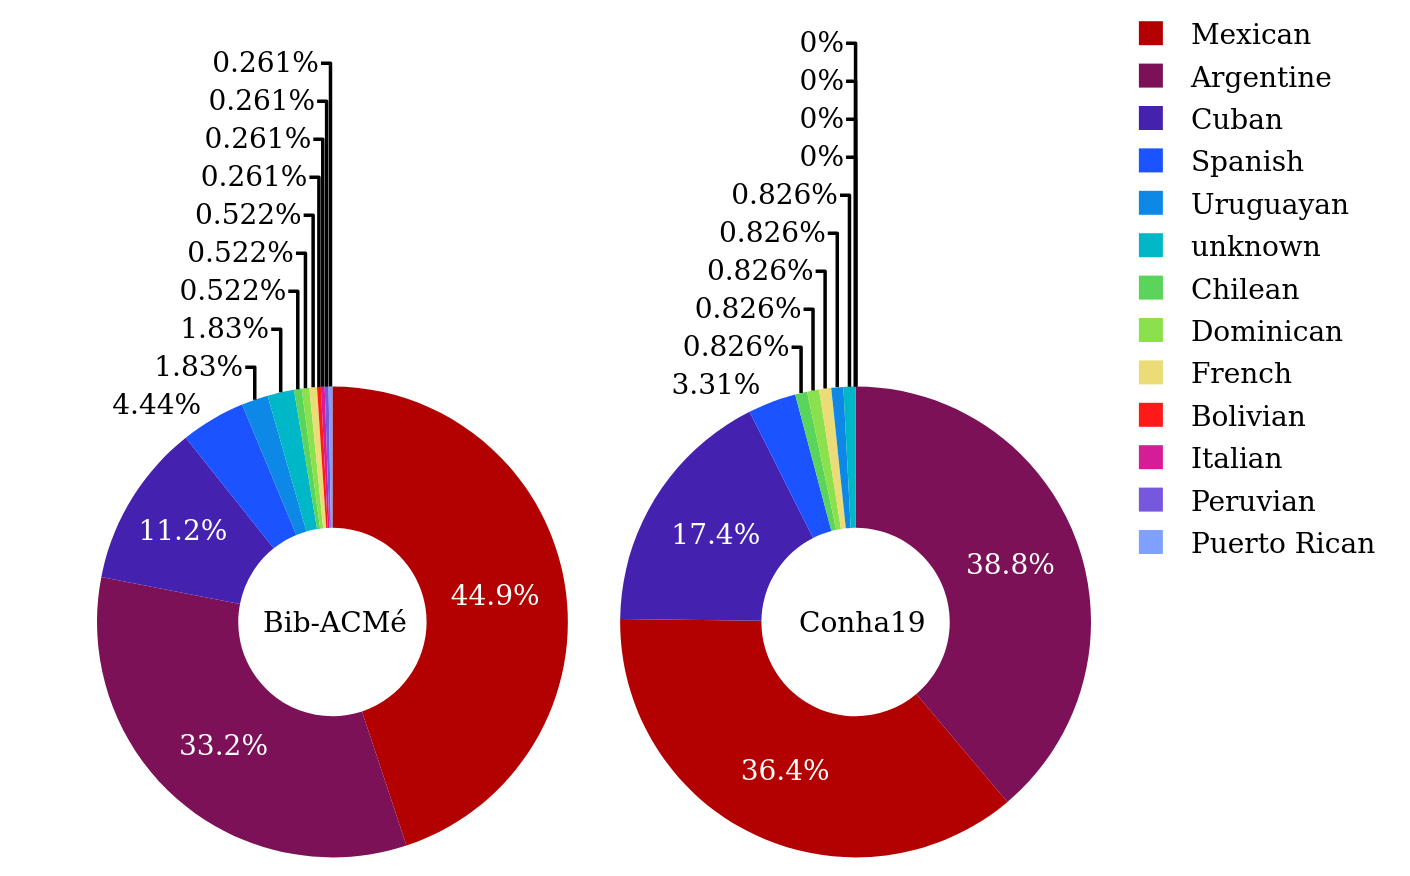 0.261%
0.261%
0.261%
0.261%
0.522%
0.522%
0.522%
1.83%
1.83%
4.44%
11.2%
33.2%
44.9%
Bib-ACMé
0%
0%
0%
0%
0.826%
0.826%
0.826%
0.826%
0.826%
3.31%
17.4%
36.4%
38.8%
Conha19
Mexican
Argentine
Cuban
Spanish
Uruguayan
unknown
Chilean
Dominican
French
Bolivian
Italian
Peruvian
Puerto Rican